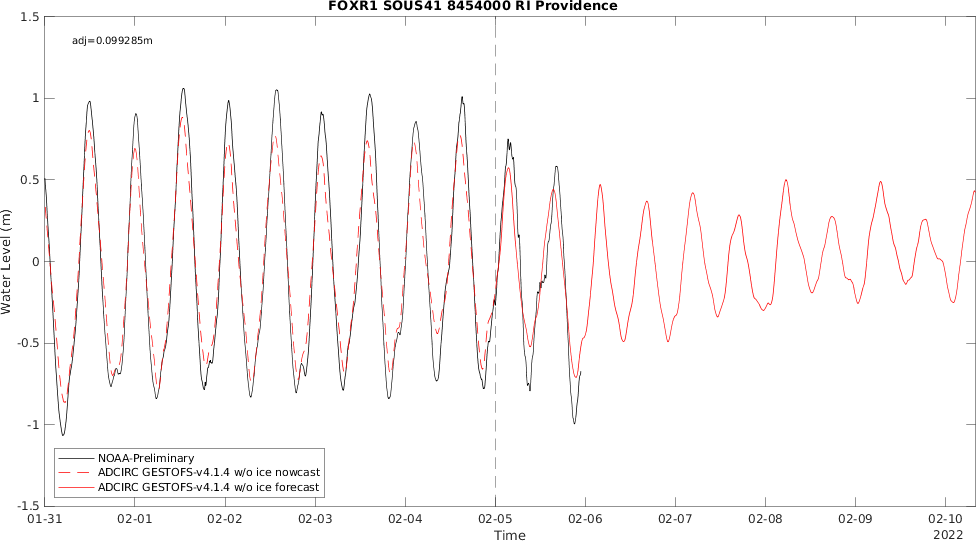 FOXR1 SOUS41 8454000 RI Providence
adj=0.099285m
1.5
1
0.5
0
-0.5
-1
-1.5
Water Level (m)
NOAA-Preliminary
ADCIRC GESTOFS-v4.1.4 w/o ice nowcast
ADCIRC GESTOFS-v4.1.4 w/o ice forecast
01-31 02-01 02-02 02-03 02-04 02-05 02-06 02-07 02-08 02-09 02-10
2022
Time